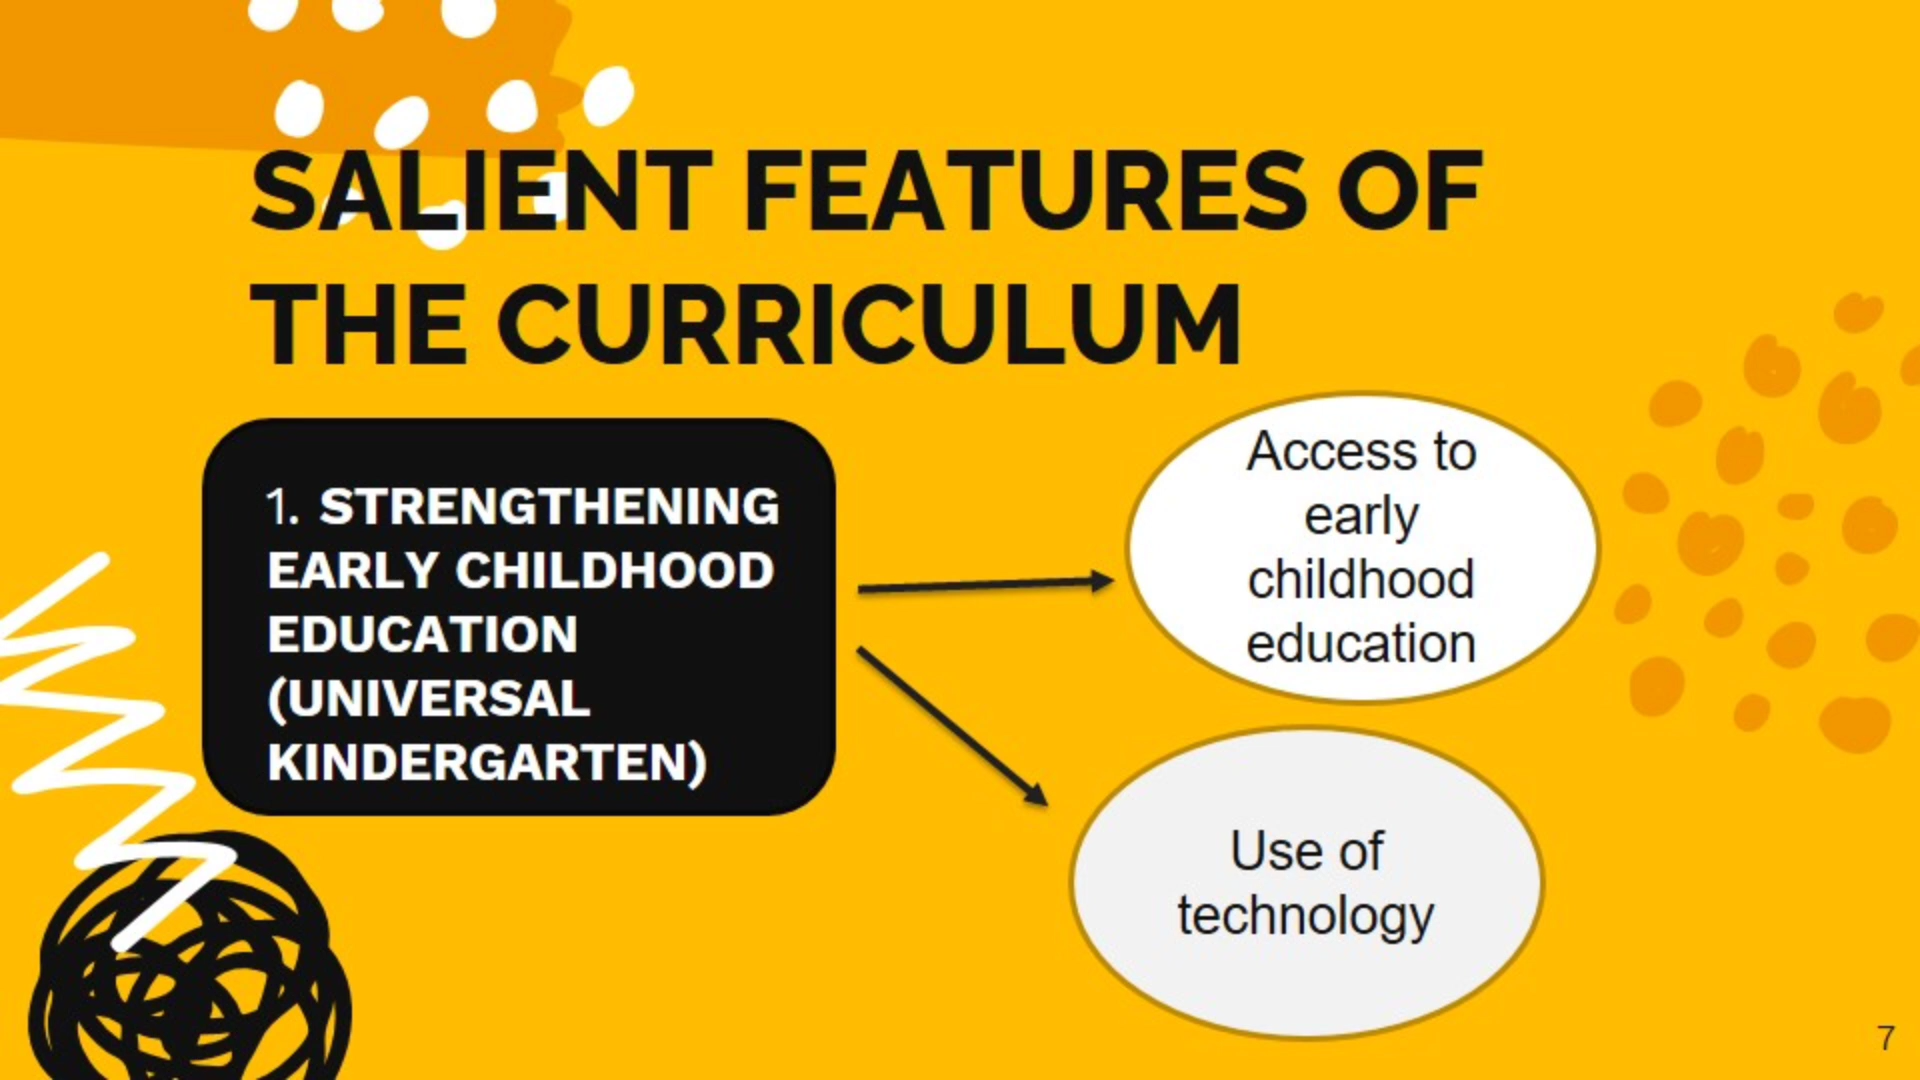 SALIENT FEATURES OF
THE CURRICULUM
1. STRENGTHENING
EARLY CHILDHOOD
EDUCATION
(UNIVERSAL
KINDERGARTEN)
Access to
early
childhood
education
Use of
technology
7